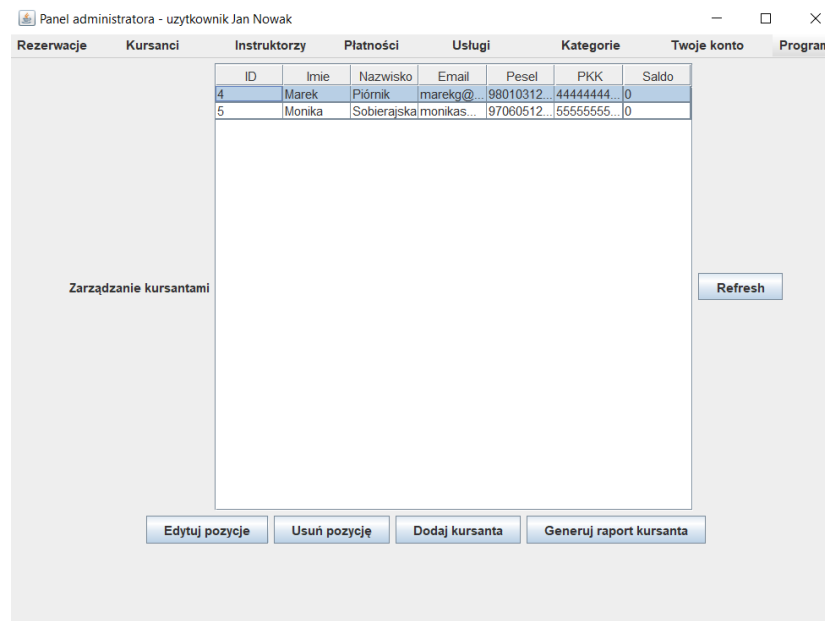 Panel administratora - uzytkownik Jan Nowak
Rezerwacje Kursanci Instruktorzy Płatności Usługi Kategorie Twoje konto Program
ID Imie Nazwisko Email Pesel PKK Saldo
4 Marek Piórnik marekg@... 98010312... 44444444... 0
5 Monika Sobierajska monikas... 97060512... 55555555... 0
Zarządzanie kursantami
Refresh
Edytuj pozycje Usuń pozycję Dodaj kursanta Generuj raport kursanta